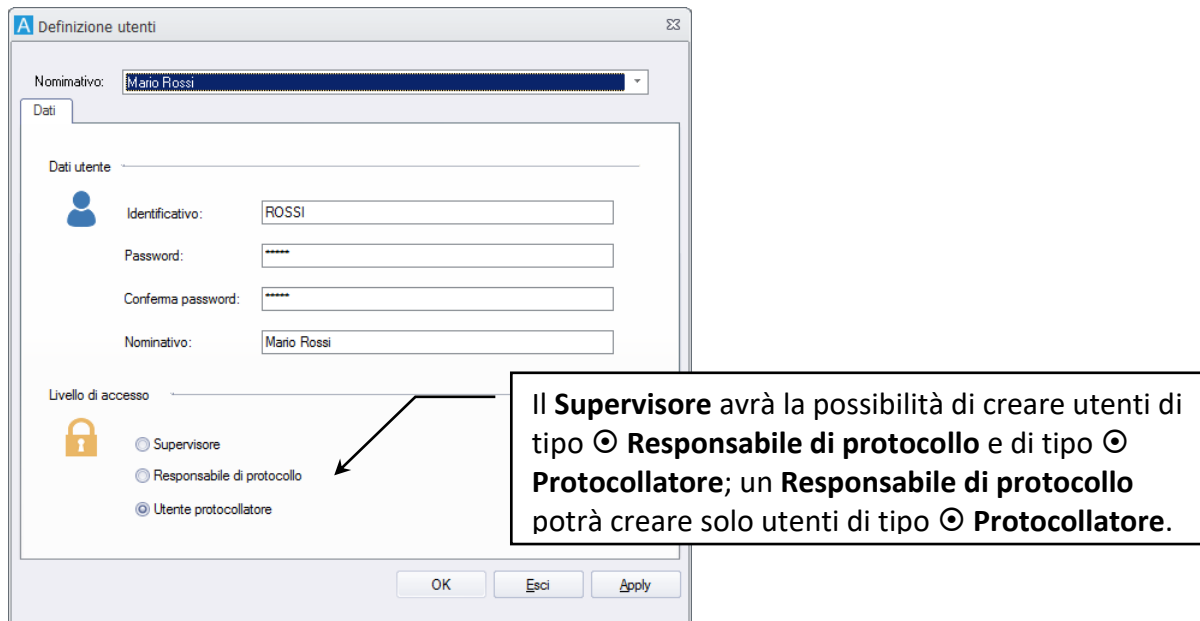 A Definizione utenti
Nomimativo: Mario Rossi
Dati
Dati utente
Identificativo: ROSSI
Password: *****
Conferma password: *****
Nominativo: Mario Rossi
Livello di accesso
Supervisore
Responsabile di protocollo
Utente protocollatore
Il Supervisore avrà la possibilità di creare utenti di
tipo ☉ Responsabile di protocollo e di tipo ☉
Protocollatore; un Responsabile di protocollo
potrà creare solo utenti di tipo ☉ Protocollatore.
OK Esci Apply